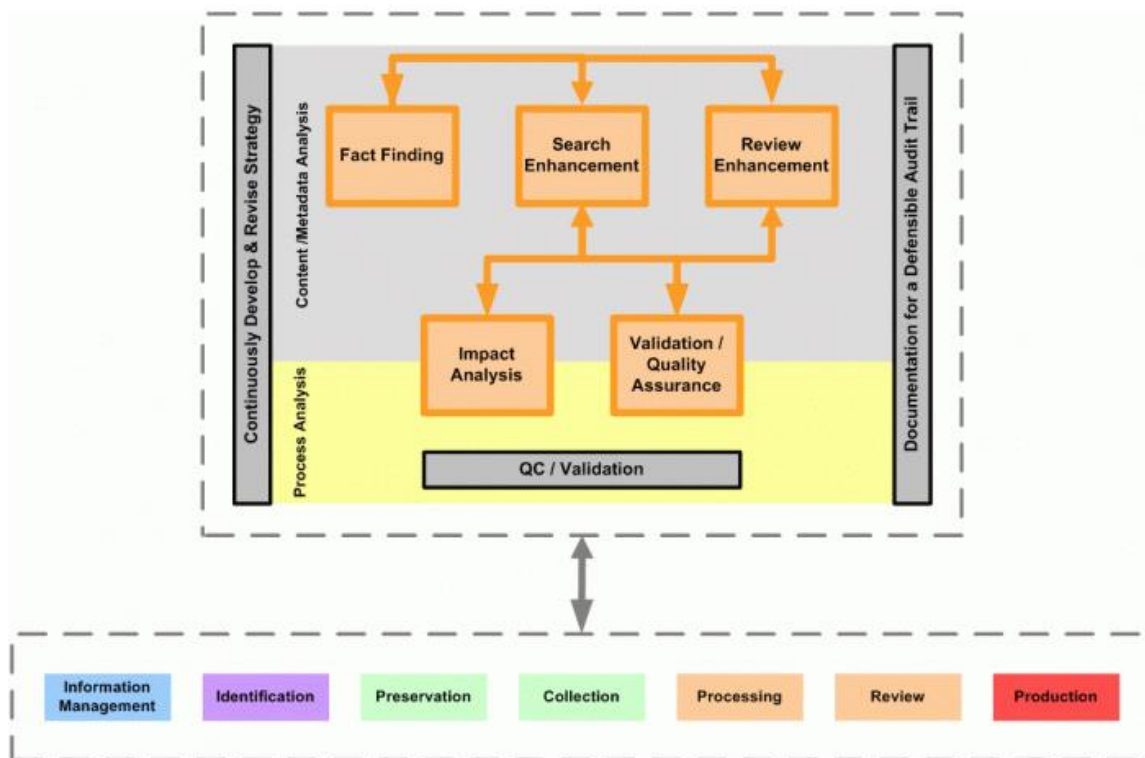 Continuously Develop & Revise Strategy
Content /Metadata Analysis
Fact Finding
Search
Enhancement
Review
Enhancement
Impact
Analysis
Validation /
Quality
Assurance
Process Analysis
QC / Validation
Documentation for a Defensible Audit Trail
Information
Management
Identification
Preservation
Collection
Processing
Review
Production